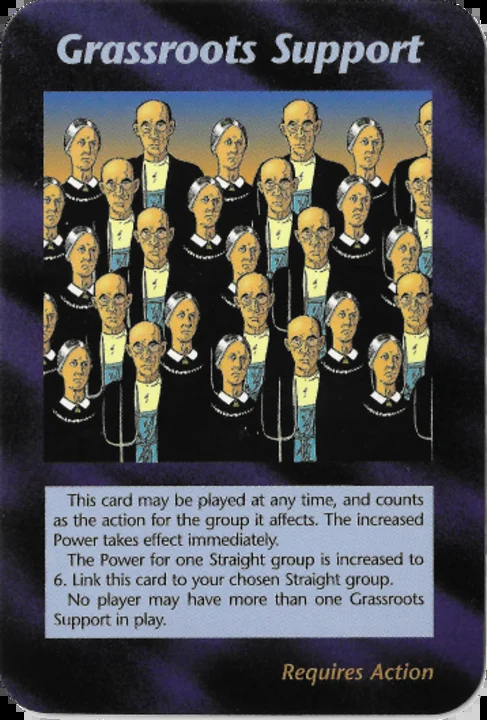 Grassroots Support
This card may be played at any time, and counts
as the action for the group it affects. The increased
Power takes effect immediately.
The Power for one Straight group is increased to
6. Link this card to your chosen Straight group.
No player may have more than one Grassroots
Support in play.
Requires Action